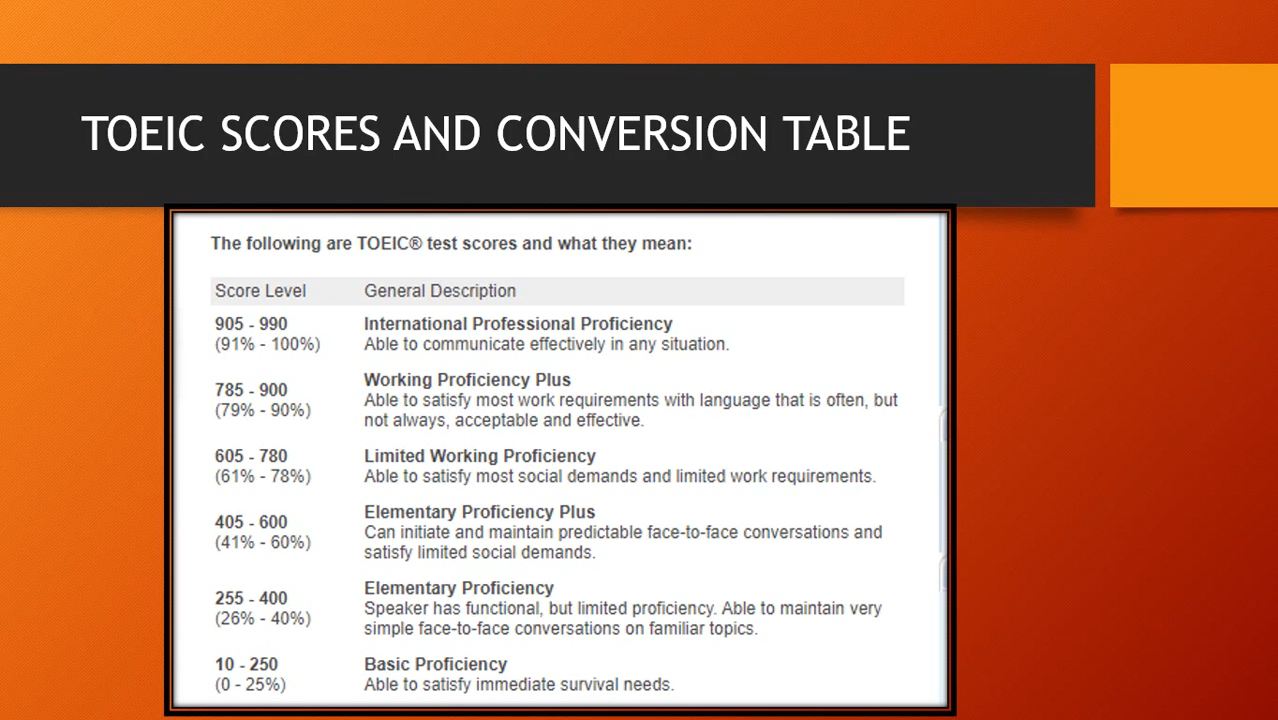 TOEIC SCORES AND CONVERSION TABLE
The following are TOEIC® test scores and what they mean:
Score Level General Description
905 - 990 International Professional Proficiency
(91% - 100%) Able to communicate effectively in any situation.
785 - 900
(79% - 90%)
Working Proficiency Plus
Able to satisfy most work requirements with language that is often, but
not always, acceptable and effective.
605 - 780 Limited Working Proficiency
(61% - 78%) Able to satisfy most social demands and limited work requirements.
405 - 600
(41% - 60%)
Elementary Proficiency Plus
Can initiate and maintain predictable face-to-face conversations and
satisfy limited social demands.
255 - 400
(26% - 40%)
Elementary Proficiency
Speaker has functional, but limited proficiency. Able to maintain very
simple face-to-face conversations on familiar topics.
10 - 250 Basic Proficiency
(0 - 25%) Able to satisfy immediate survival needs.